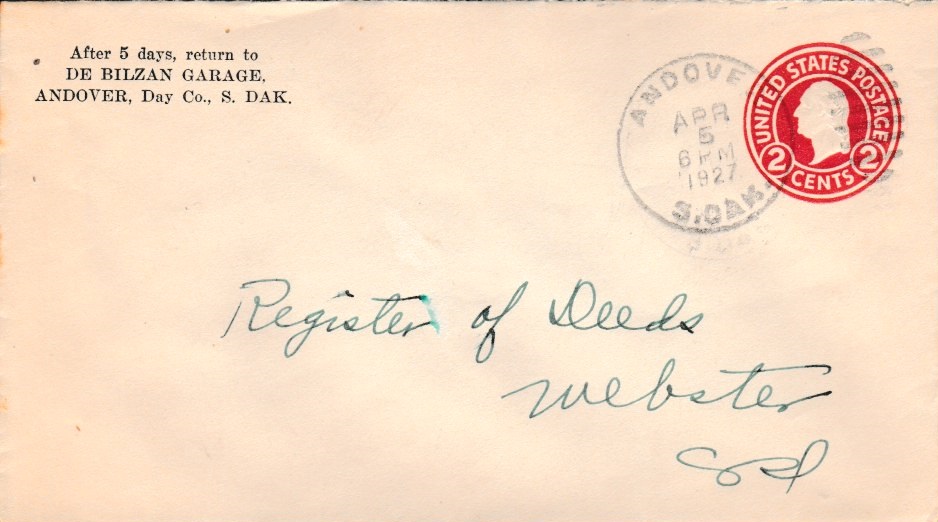 After 5 days, return to
DE BILZAN GARAGE,
ANDOVER, Day Co., S. DAK.
ANDOVE
APR
5
6 PM
1927
S. DAK.
UNITED STATES POSTAGE
2 CENTS 2
Register of Deeds
Webster
SD